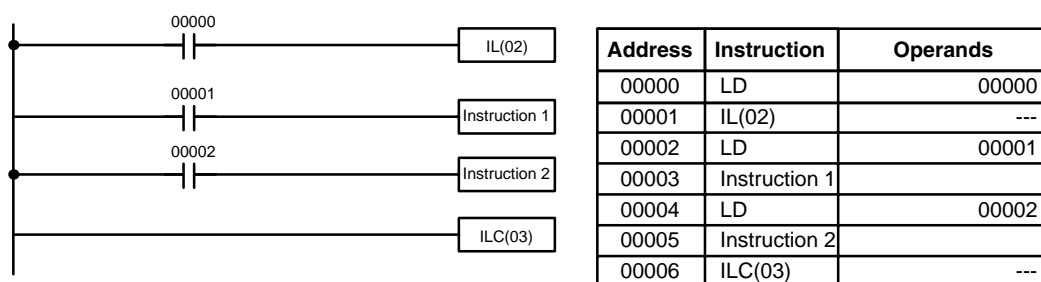 00000
IL(02)
00001
Instruction 1
00002
Instruction 2
ILC(03)
Address Instruction Operands
00000 LD 00000
00001 IL(02) ---
00002 LD 00001
00003 Instruction 1
00004 LD 00002
00005 Instruction 2
00006 ILC(03) ---